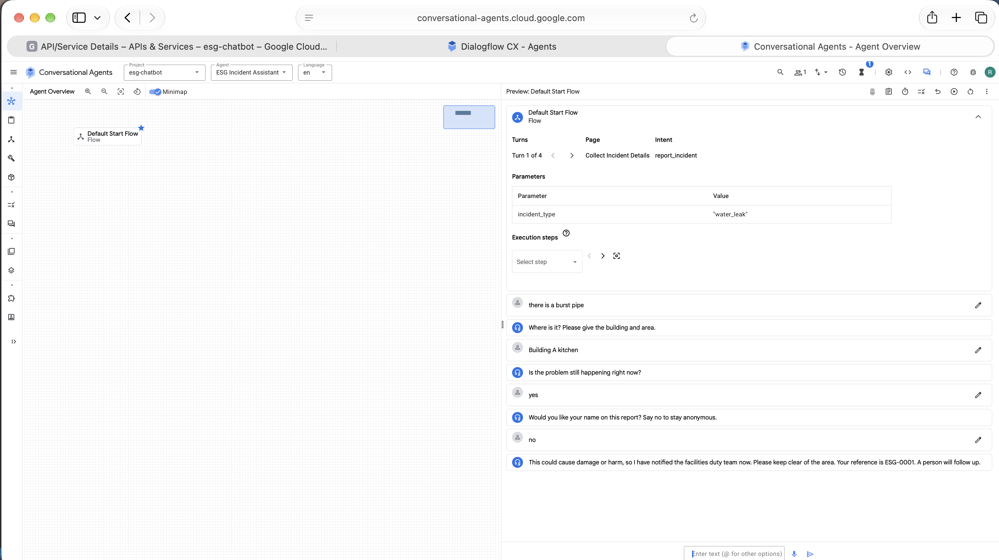 conversational-agents.cloud.google.com
G API/Service Details – APIs & Services – esg-chatbot – Google Cloud...
Dialogflow CX - Agents
Conversational Agents - Agent Overview
Conversational Agents
Project
esg-chatbot
Agent
ESG Incident Assistant
Language
en
1
1
R
Agent Overview
Minimap
Preview: Default Start Flow
Default Start Flow
Flow
Default Start Flow
Flow
Turns Page Intent
Turn 1 of 4 Collect Incident Details report_incident
Parameters
Parameter Value
incident_type "water_leak"
Execution steps
Select step
there is a burst pipe
Where is it? Please give the building and area.
Building A kitchen
Is the problem still happening right now?
yes
Would you like your name on this report? Say no to stay anonymous.
no
This could cause damage or harm, so I have notified the facilities duty team now. Please keep clear of the area. Your reference is ESG-0001. A person will follow up.
Enter text (@ for other options)